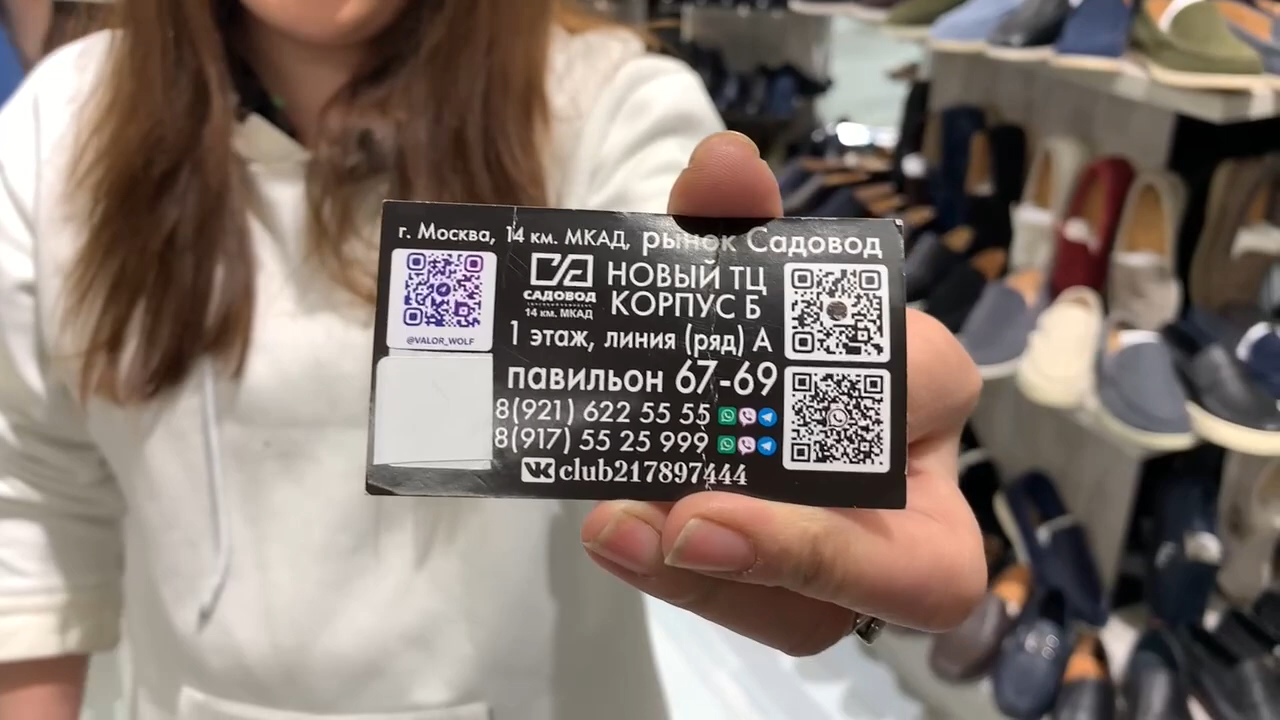 г. Москва, 14 км. МКАД, рынок Садовод
САДОВОД
14 км. МКАД
НОВЫЙ ТЦ
КОРПУС Б
@VALOR_WOLF
1 этаж, линия (ряд) А
павильон 67-69
8(921) 622 55 55
8(917) 55 25 999
club217897444